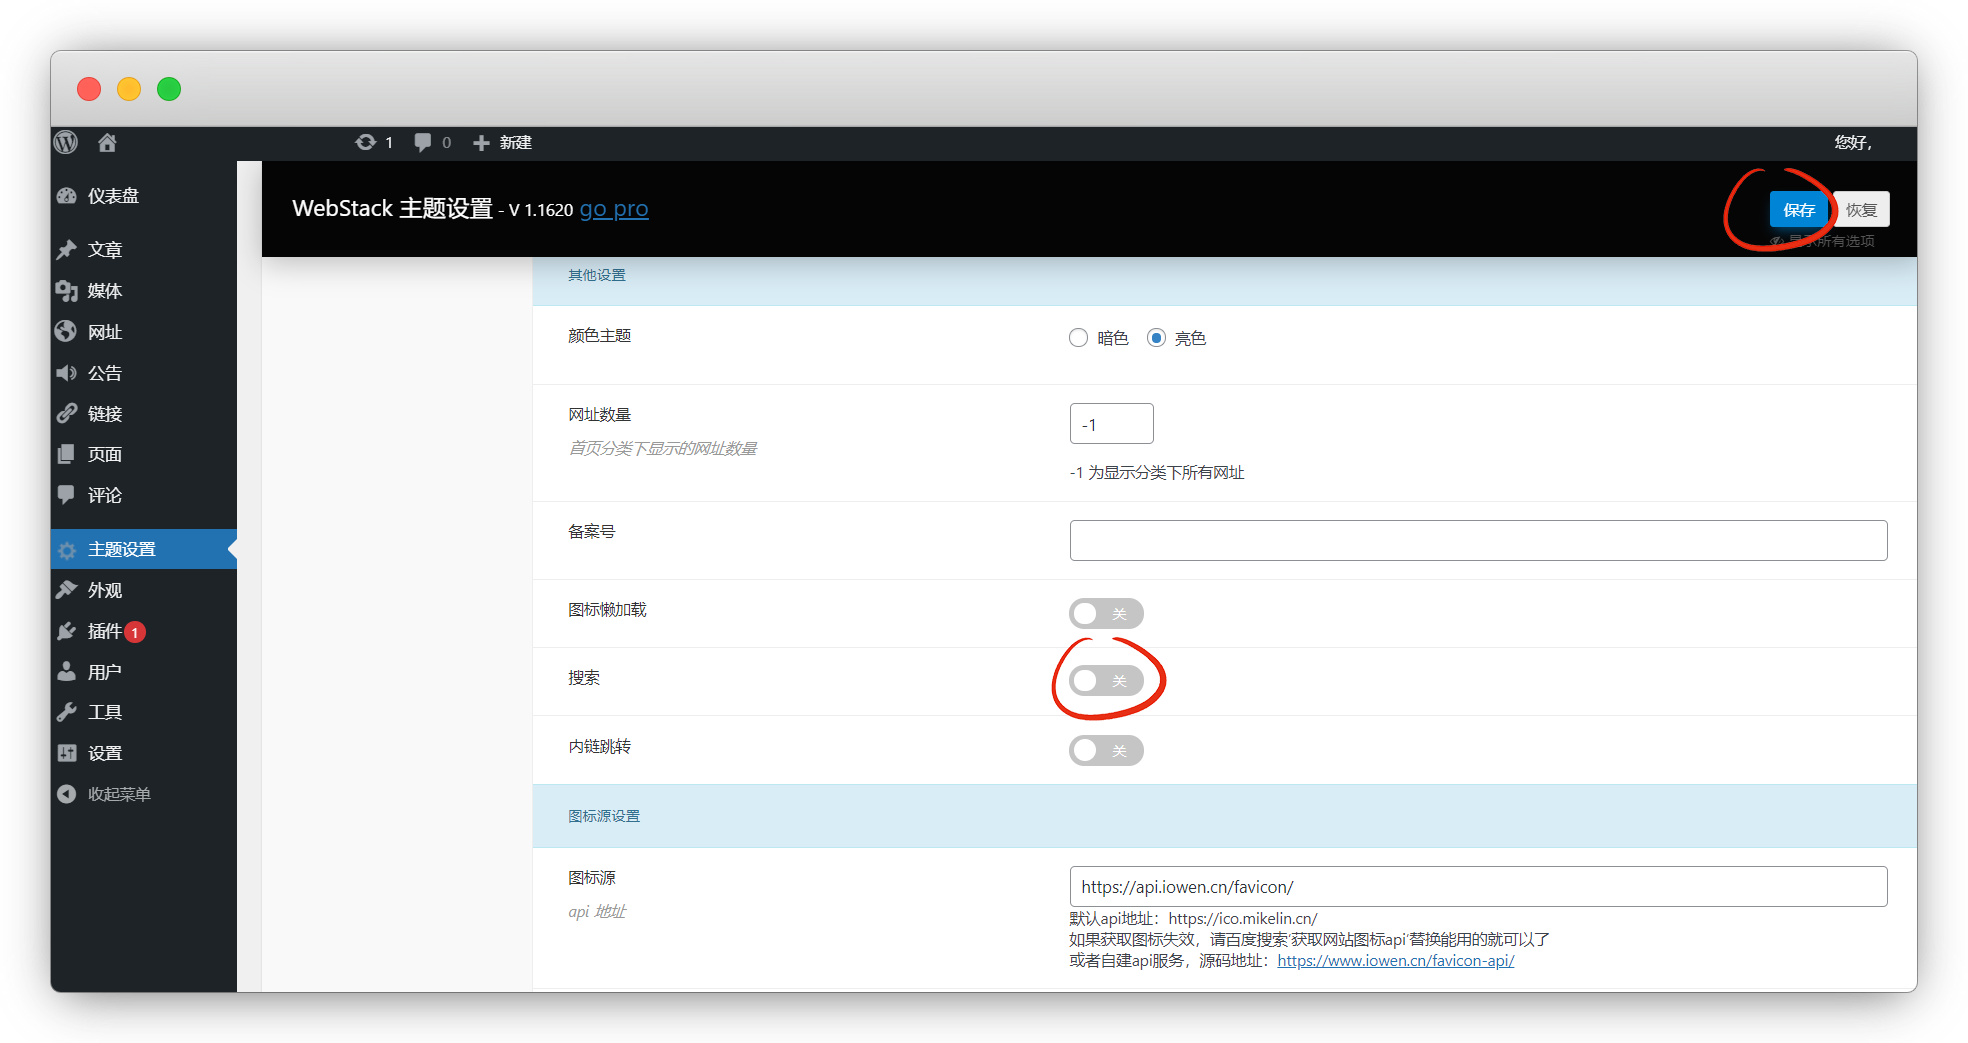 1 0 新建 您好,
仪表盘
文章
媒体
网址
公告
链接
页面
评论
主题设置
外观
插件 1
用户
工具
设置
收起菜单
WebStack 主题设置 - V 1.1620 go pro
保存 恢复
显示所有选项
其他设置
颜色主题 暗色 亮色
网址数量 -1
首页分类下显示的网址数量
-1 为显示分类下所有网址
备案号
图标懒加载 关
搜索 关
内链跳转 关
图标源设置
图标源 https://api.iowen.cn/favicon/
api 地址
默认api地址：https://ico.mikelin.cn/
如果获取图标失效，请百度搜索'获取网站图标api'替换能用的就可以了
或者自建api服务，源码地址：https://www.iowen.cn/favicon-api/